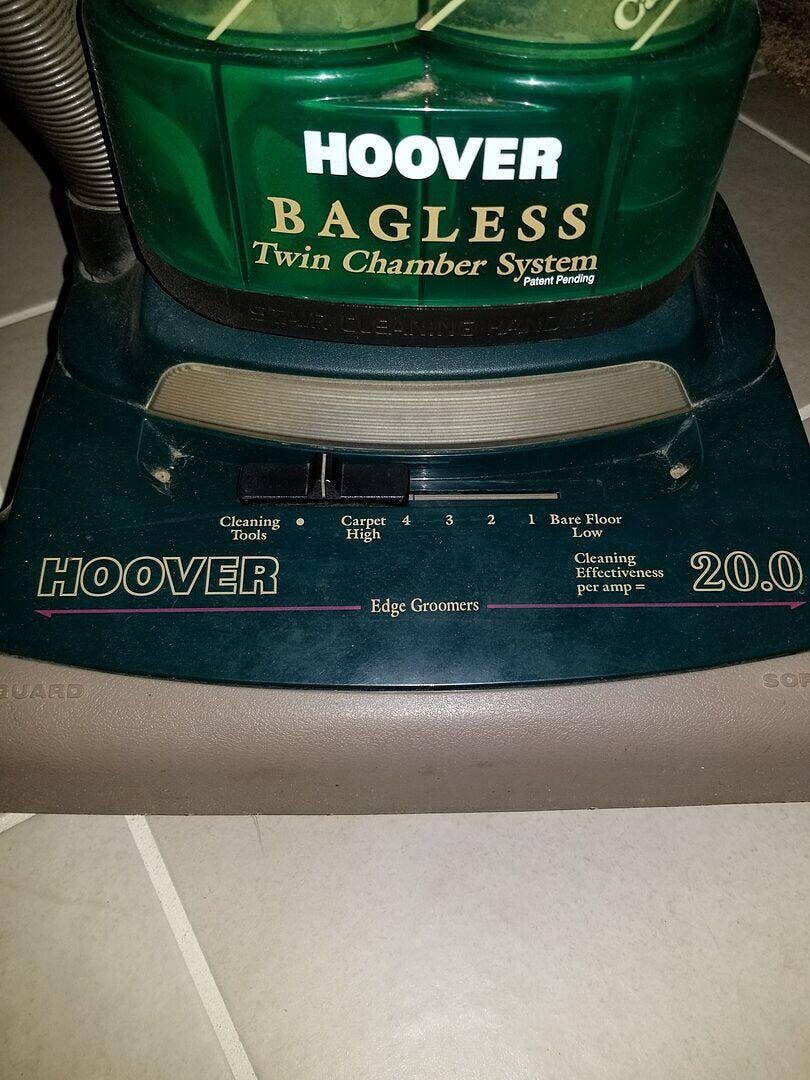 HOOVER
BAGLESS
Twin Chamber System
Patent Pending
Cleaning Tools • Carpet High 4 3 2 1 Bare Floor Low
HOOVER
Cleaning Effectiveness per amp = 20.0
Edge Groomers
GUARD